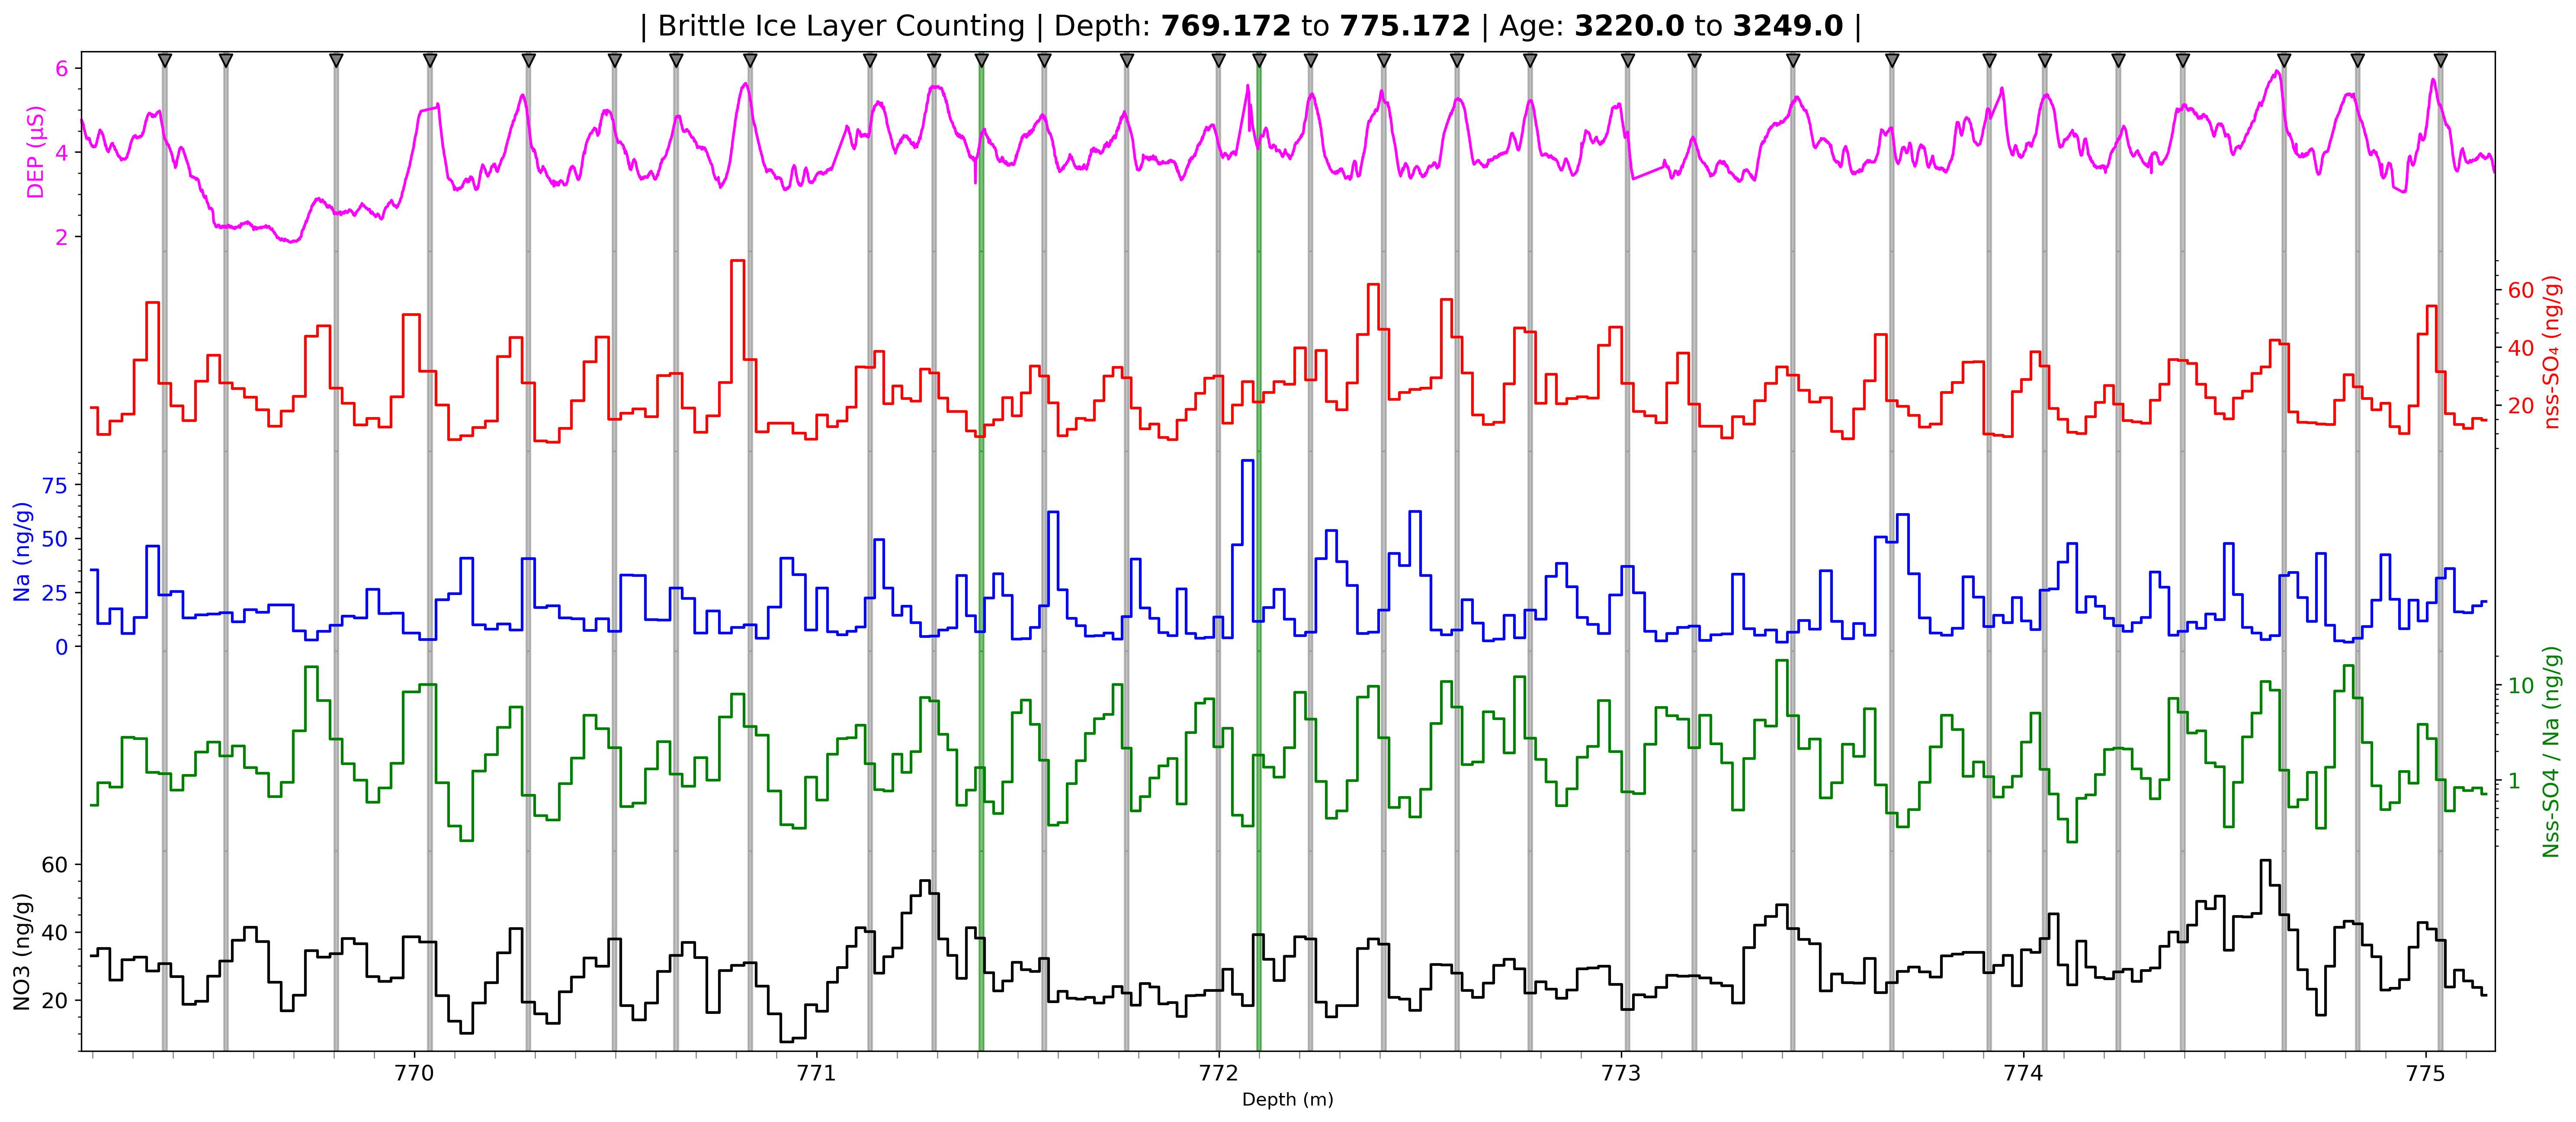 | Brittle Ice Layer Counting | Depth: 769.172 to 775.172 | Age: 3220.0 to 3249.0 |
6
4
2
DEP (µS)
60
40
20
nss-SO₄ (ng/g)
75
50
25
0
Na (ng/g)
10
1
Nss-SO4 / Na (ng/g)
60
40
20
NO3 (ng/g)
770 771 772 773 774 775
Depth (m)